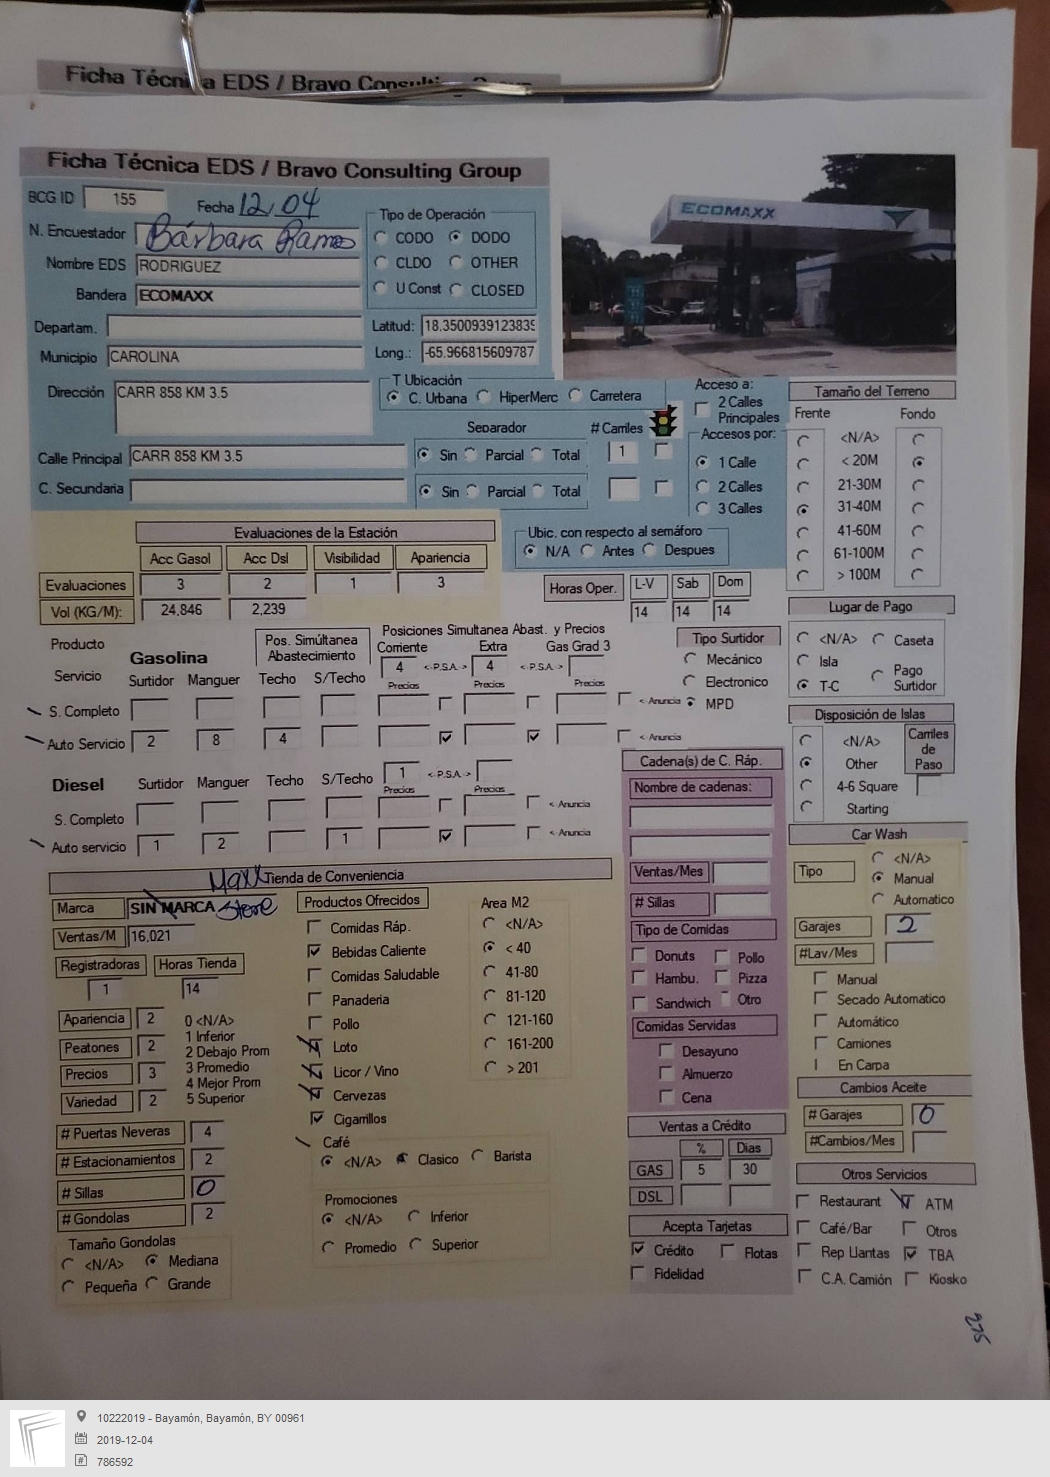 Ficha Técnica EDS / Bravo Consulting Group
Ficha Técnica EDS / Bravo Consulting Group
BCG ID 155 Fecha 12/04
N. Encuestador Bárbara Ramos
Nombre EDS RODRIGUEZ
Bandera ECOMAXX
Tipo de Operación
CODO DODO
CLDO OTHER
U Const CLOSED
ECOMAXX
Departam.
Latitud: 18.3500939123839
Municipio CAROLINA
Long.: -65.966815609787
Dirección CARR 858 KM 3.5
T Ubicación
C. Urbana HiperMerc Carretera
Acceso a:
2 Calles
Principales
Separador # Carriles
Calle Principal CARR 858 KM 3.5 Sin Parcial Total 1
C. Secundaria Sin Parcial Total
Accesos por:
1 Calle
2 Calles
3 Calles
Tamaño del Terreno
Frente Fondo
<N/A>
< 20M
21-30M
31-40M
41-60M
61-100M
> 100M
Evaluaciones de la Estación
Acc Gasol Acc Dsl Visibilidad Apariencia
Evaluaciones 3 2 1 3
Vol (KG/M): 24,846 2,239
Ubic. con respecto al semáforo
N/A Antes Despues
Horas Oper. L-V Sab Dom
14 14 14
Lugar de Pago
<N/A> Caseta
Isla
T-C Pago
Surtidor
Producto
Servicio
Gasolina
Pos. Simúltanea
Abastecimiento
Posiciones Simultanea Abast. y Precios
Corriente Extra Gas Grad 3
4 <-P.S.A.-> 4 <-P.S.A.->
Surtidor Manguer Techo S/Techo Precios Precios Precios
S. Completo <- Anuncia
Auto Servicio 2 8 4 <- Anuncia
Tipo Surtidor
Mecánico
Electronico
MPD
Disposición de Islas
<N/A>
Other
4-6 Square
Starting
Carriles
de
Paso
Diesel Surtidor Manguer Techo S/Techo 1 <-P.S.A.->
Precios Precios
S. Completo <- Anuncia
Auto servicio 1 2 1 <- Anuncia
Cadena(s) de C. Ráp.
Nombre de cadenas:
Ventas/Mes
# Sillas
Tipo de Comidas
Donuts Pollo
Hambu. Pizza
Sandwich Otro
Comidas Servidas
Desayuno
Almuerzo
Cena
Car Wash
Tipo
<N/A>
Manual
Automatico
Garajes 2
#Lav/Mes
Manual
Secado Automatico
Automático
Camiones
En Carpa
Cambios Aceite
# Garajes 0
#Cambios/Mes
Tienda de Conveniencia
Marca SIN MARCA Maxx Store
Ventas/M 16,021
Registradoras Horas Tienda
1 14
Apariencia 2
Peatones 2
Precios 3
Variedad 2
0 <N/A>
1 Inferior
2 Debajo Prom
3 Promedio
4 Mejor Prom
5 Superior
# Puertas Neveras 4
# Estacionamientos 2
# Sillas 0
# Gondolas 2
Tamaño Gondolas
<N/A> Mediana
Pequeña Grande
Productos Ofrecidos
Comidas Ráp.
Bebidas Caliente
Comidas Saludable
Panaderia
Pollo
Loto
Licor / Vino
Cervezas
Cigarrillos
Area M2
<N/A>
< 40
41-80
81-120
121-160
161-200
> 201
Café
<N/A> Clasico Barista
Promociones
<N/A> Inferior
Promedio Superior
Ventas a Crédito
% Dias
GAS 5 30
DSL
Acepta Tarjetas
Crédito Flotas
Fidelidad
Otros Servicios
Restaurant ATM
Café/Bar Otros
Rep Llantas TBA
C.A. Camión Kiosko
275
10222019 - Bayamón, Bayamón, BY 00961
2019-12-04
786592